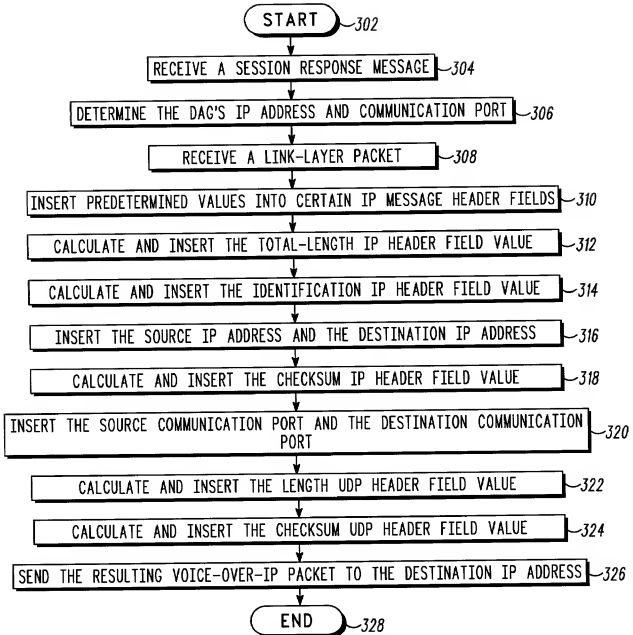 START
302
RECEIVE A SESSION RESPONSE MESSAGE
304
DETERMINE THE DAG'S IP ADDRESS AND COMMUNICATION PORT
306
RECEIVE A LINK-LAYER PACKET
308
INSERT PREDETERMINED VALUES INTO CERTAIN IP MESSAGE HEADER FIELDS
310
CALCULATE AND INSERT THE TOTAL-LENGTH IP HEADER FIELD VALUE
312
CALCULATE AND INSERT THE IDENTIFICATION IP HEADER FIELD VALUE
314
INSERT THE SOURCE IP ADDRESS AND THE DESTINATION IP ADDRESS
316
CALCULATE AND INSERT THE CHECKSUM IP HEADER FIELD VALUE
318
INSERT THE SOURCE COMMUNICATION PORT AND THE DESTINATION COMMUNICATION
PORT
320
CALCULATE AND INSERT THE LENGTH UDP HEADER FIELD VALUE
322
CALCULATE AND INSERT THE CHECKSUM UDP HEADER FIELD VALUE
324
SEND THE RESULTING VOICE-OVER-IP PACKET TO THE DESTINATION IP ADDRESS
326
END
328